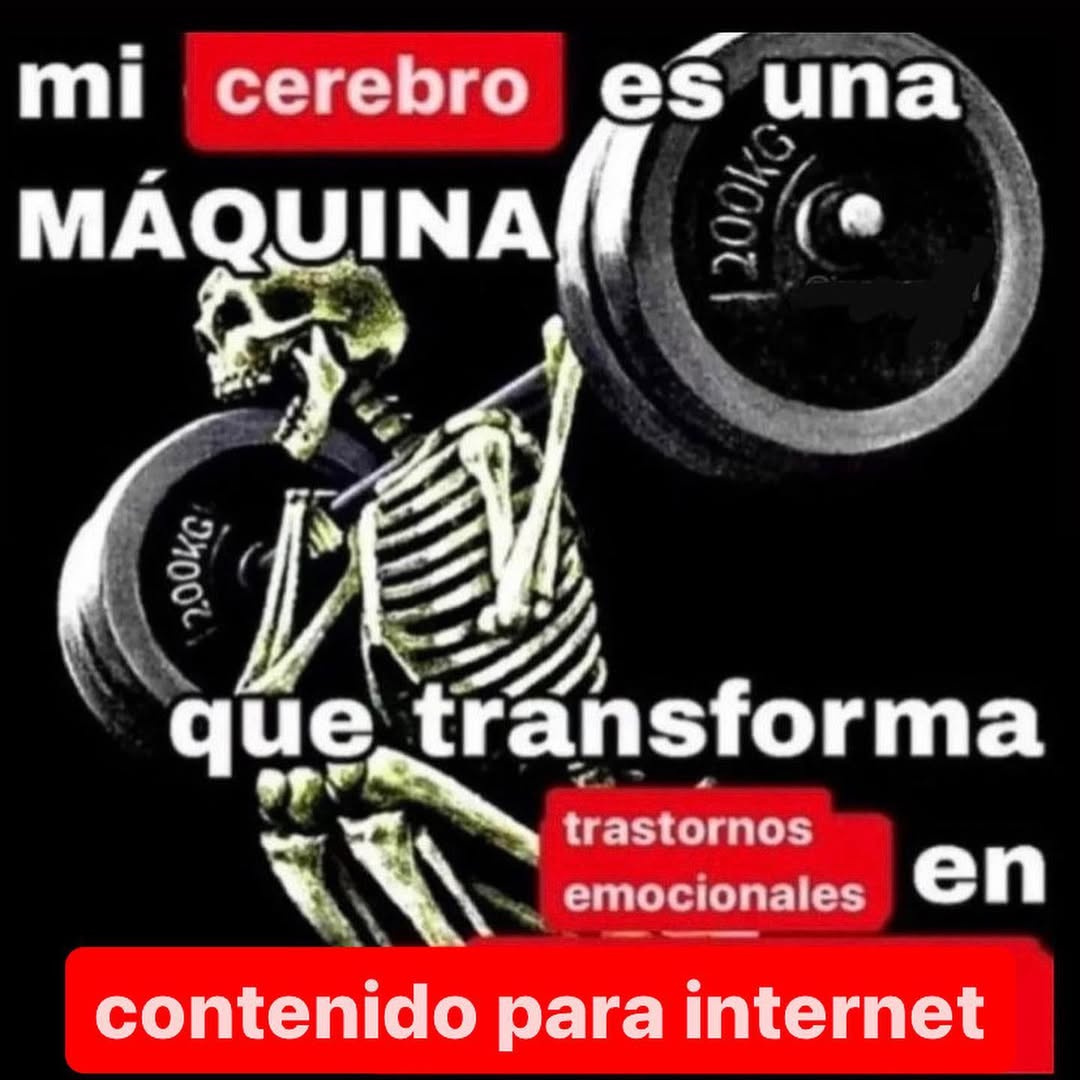 mi cerebro es una
MÁQUINA
200KG
200KG
que transforma
trastornos
emocionales en
contenido para internet